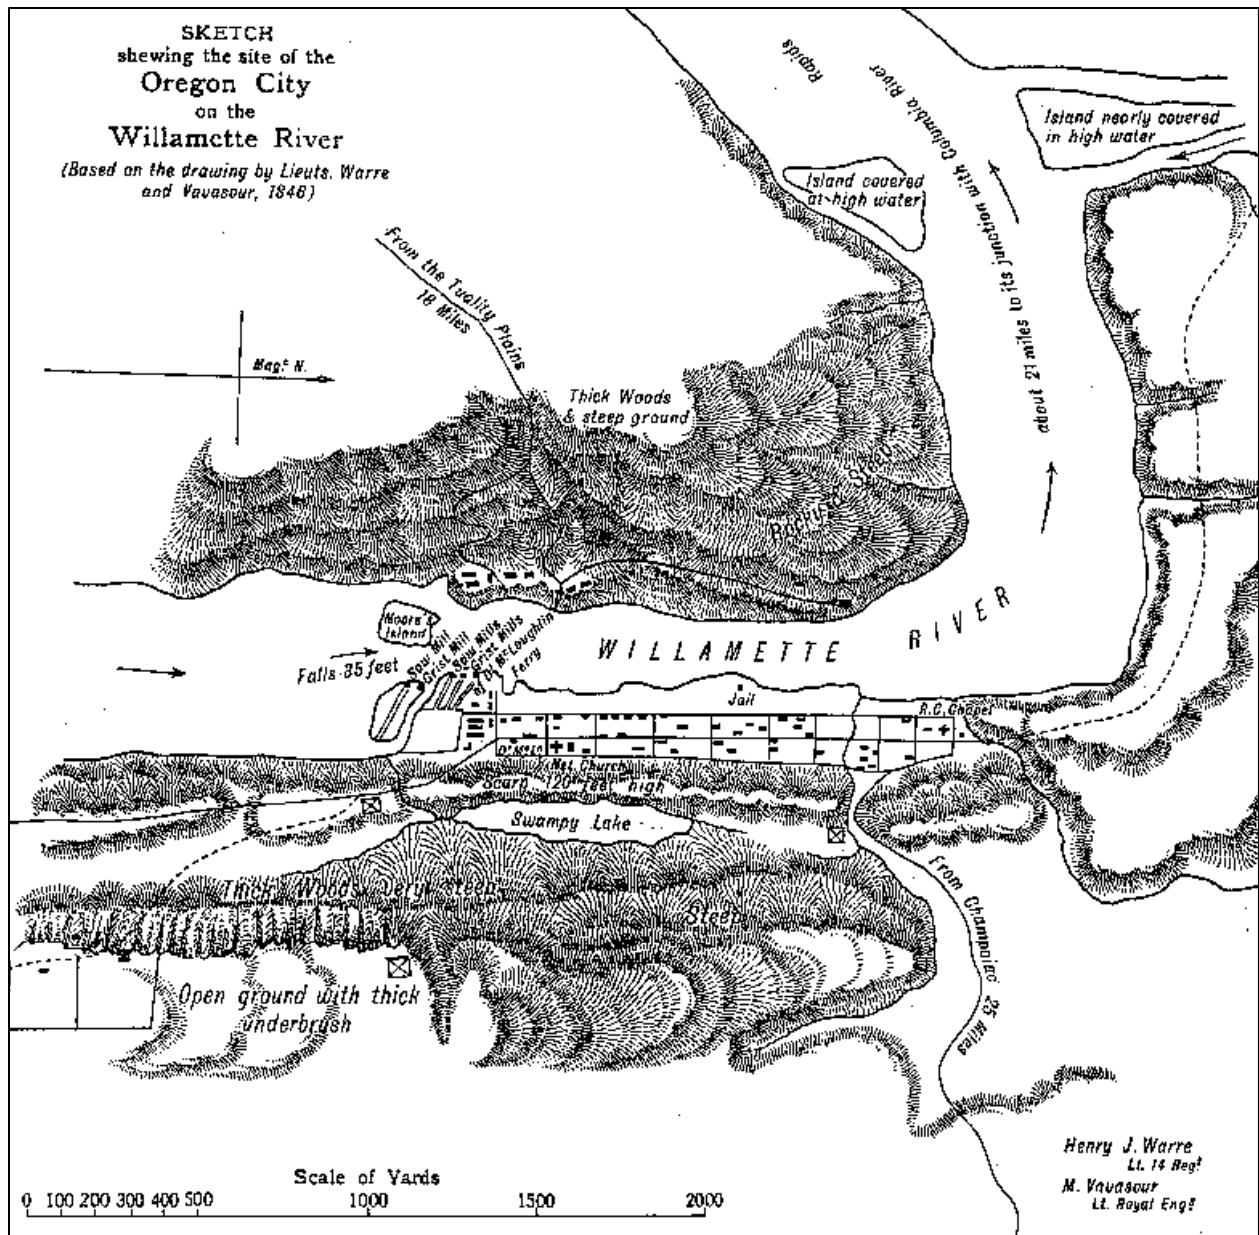 SKETCH
shewing the site of the
Oregon City
on the
Willamette River
(Based on the drawing by Lieuts. Warre
and Vavasour, 1846)
Rapids
about 21 miles to its junction with Columbia River
Island nearly covered
in high water
Island covered
at high water
From the Tuality Plains
18 Miles
Mag.t N.
Thick Woods
& steep ground
Rock and Steep
Moore's
Island
Falls 35 feet
Saw Mill
Grist Mill
Saw Mills
Grist Mills
of Dr McLoughlin
Ferry
WILLAMETTE RIVER
Jail
R.C. Chapel
Met. Church
Scarp 120 feet high
Swampy Lake
Thick Woods Very Steep
Steep
From Champoiac 25 Miles
Open ground with thick
underbrush
Henry J. Warre
Lt. 14 Regt
M. Vavasour
Lt. Royal Engs
Scale of Yards
0 100 200 300 400 500 1000 1500 2000